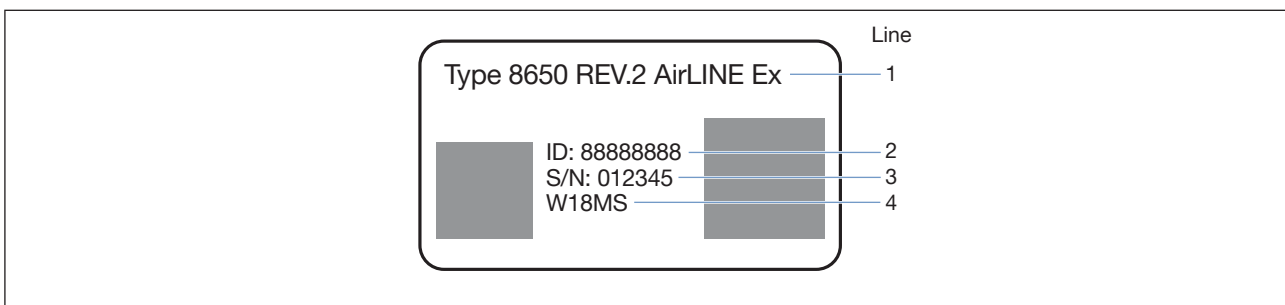 Line
Type 8650 REV.2 AirLINE Ex
1
ID: 88888888
2
S/N: 012345
3
W18MS
4